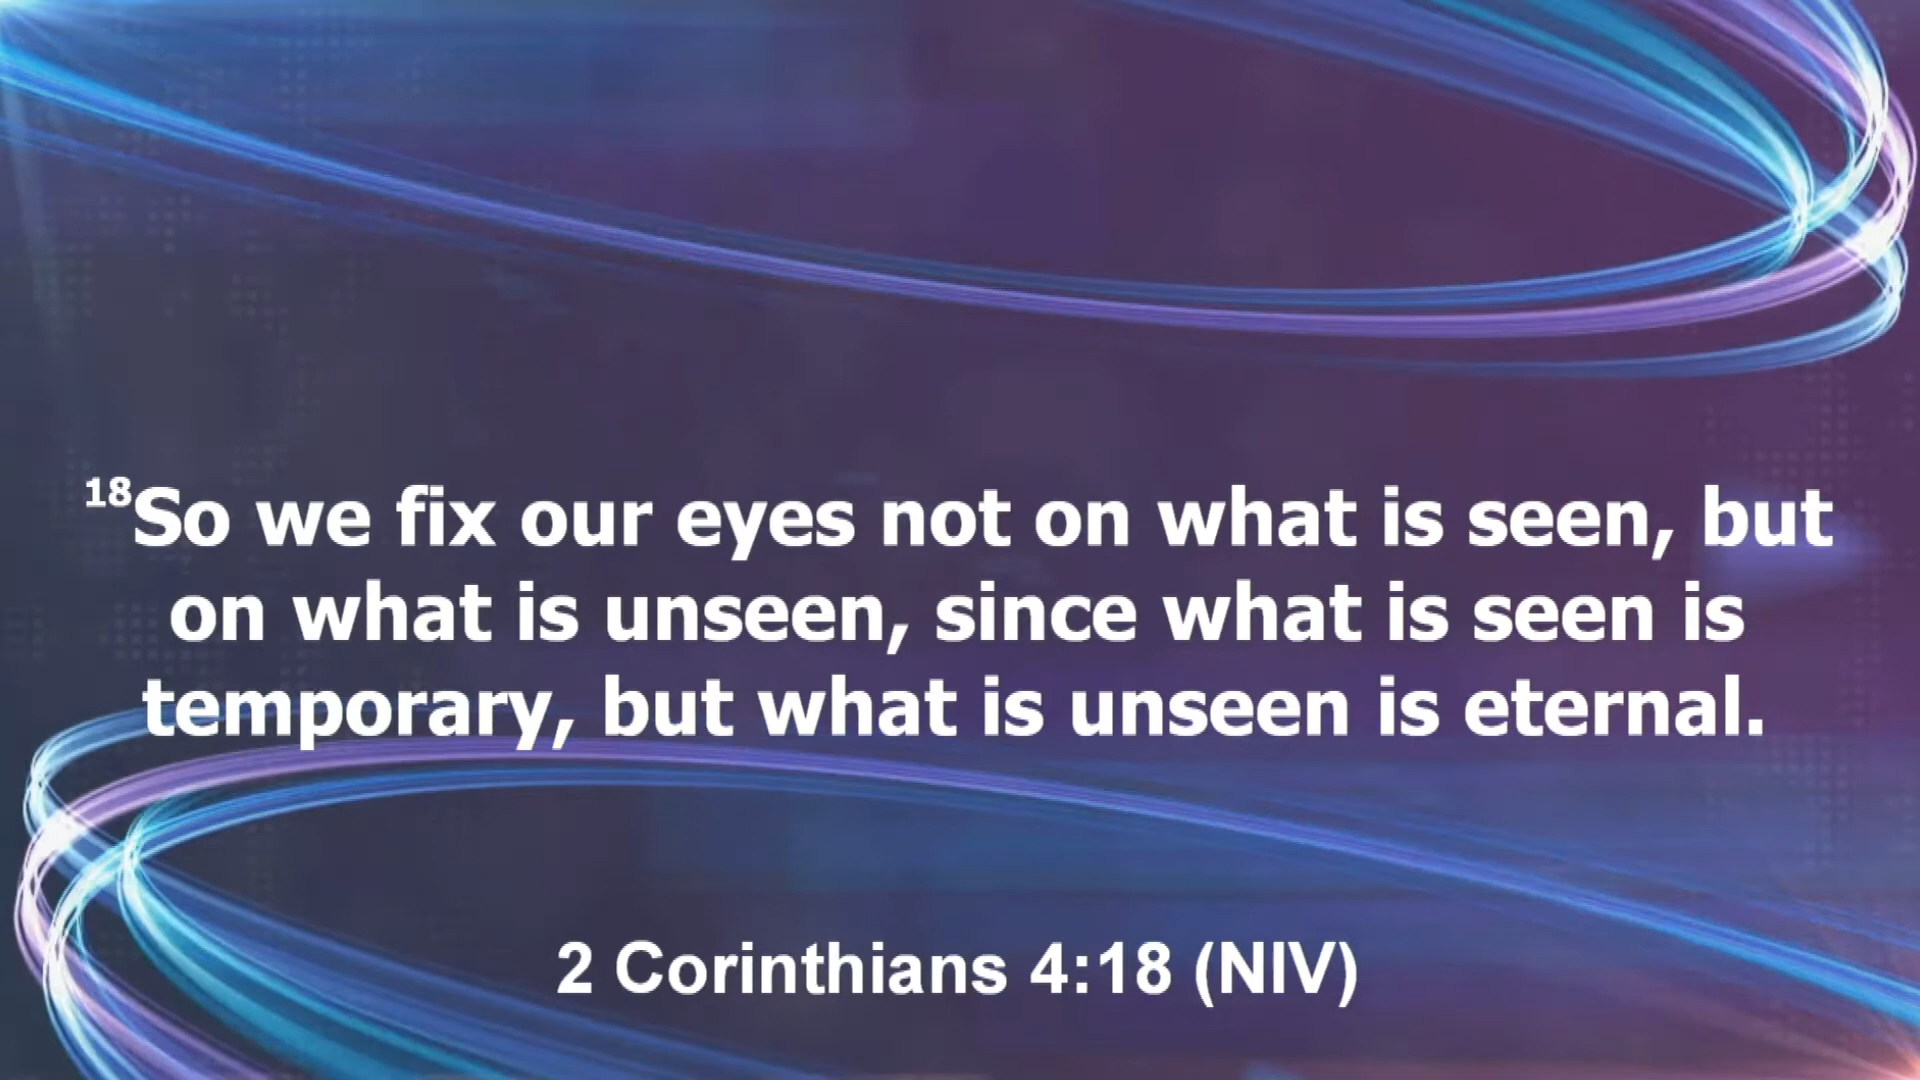 18So we fix our eyes not on what is seen, but
on what is unseen, since what is seen is
temporary, but what is unseen is eternal.
2 Corinthians 4:18 (NIV)